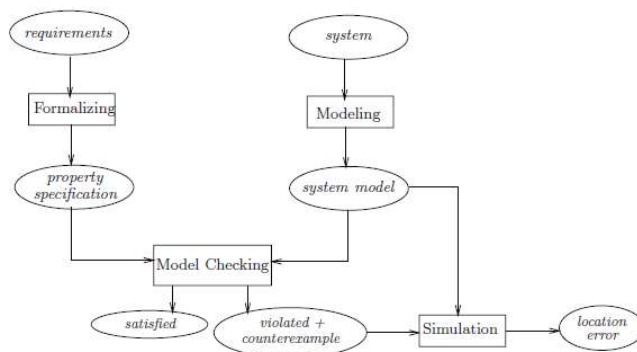 requirements
system
Formalizing
Modeling
property
specification
system model
Model Checking
satisfied
violated +
counterexample
Simulation
location
error